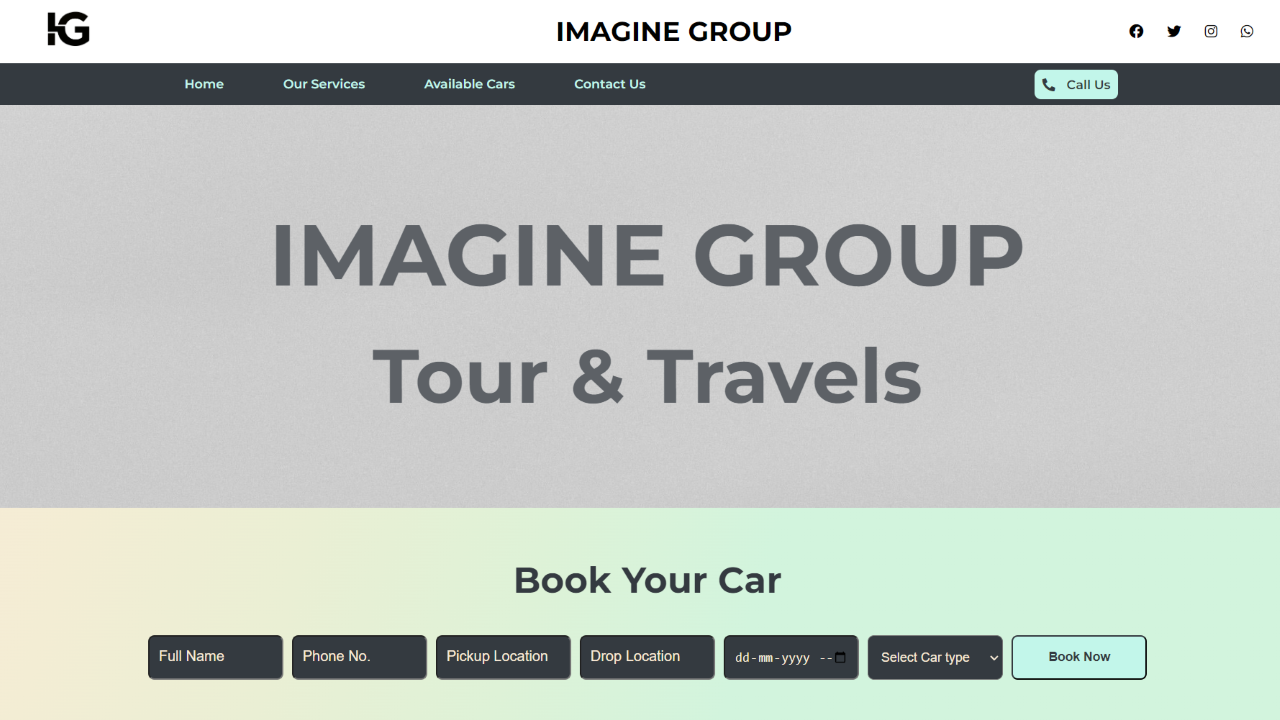 IG
IMAGINE GROUP
Home Our Services Available Cars Contact Us Call Us
IMAGINE GROUP
Tour & Travels
Book Your Car
Full Name Phone No. Pickup Location Drop Location dd-mm-yyyy -- Select Car type Book Now